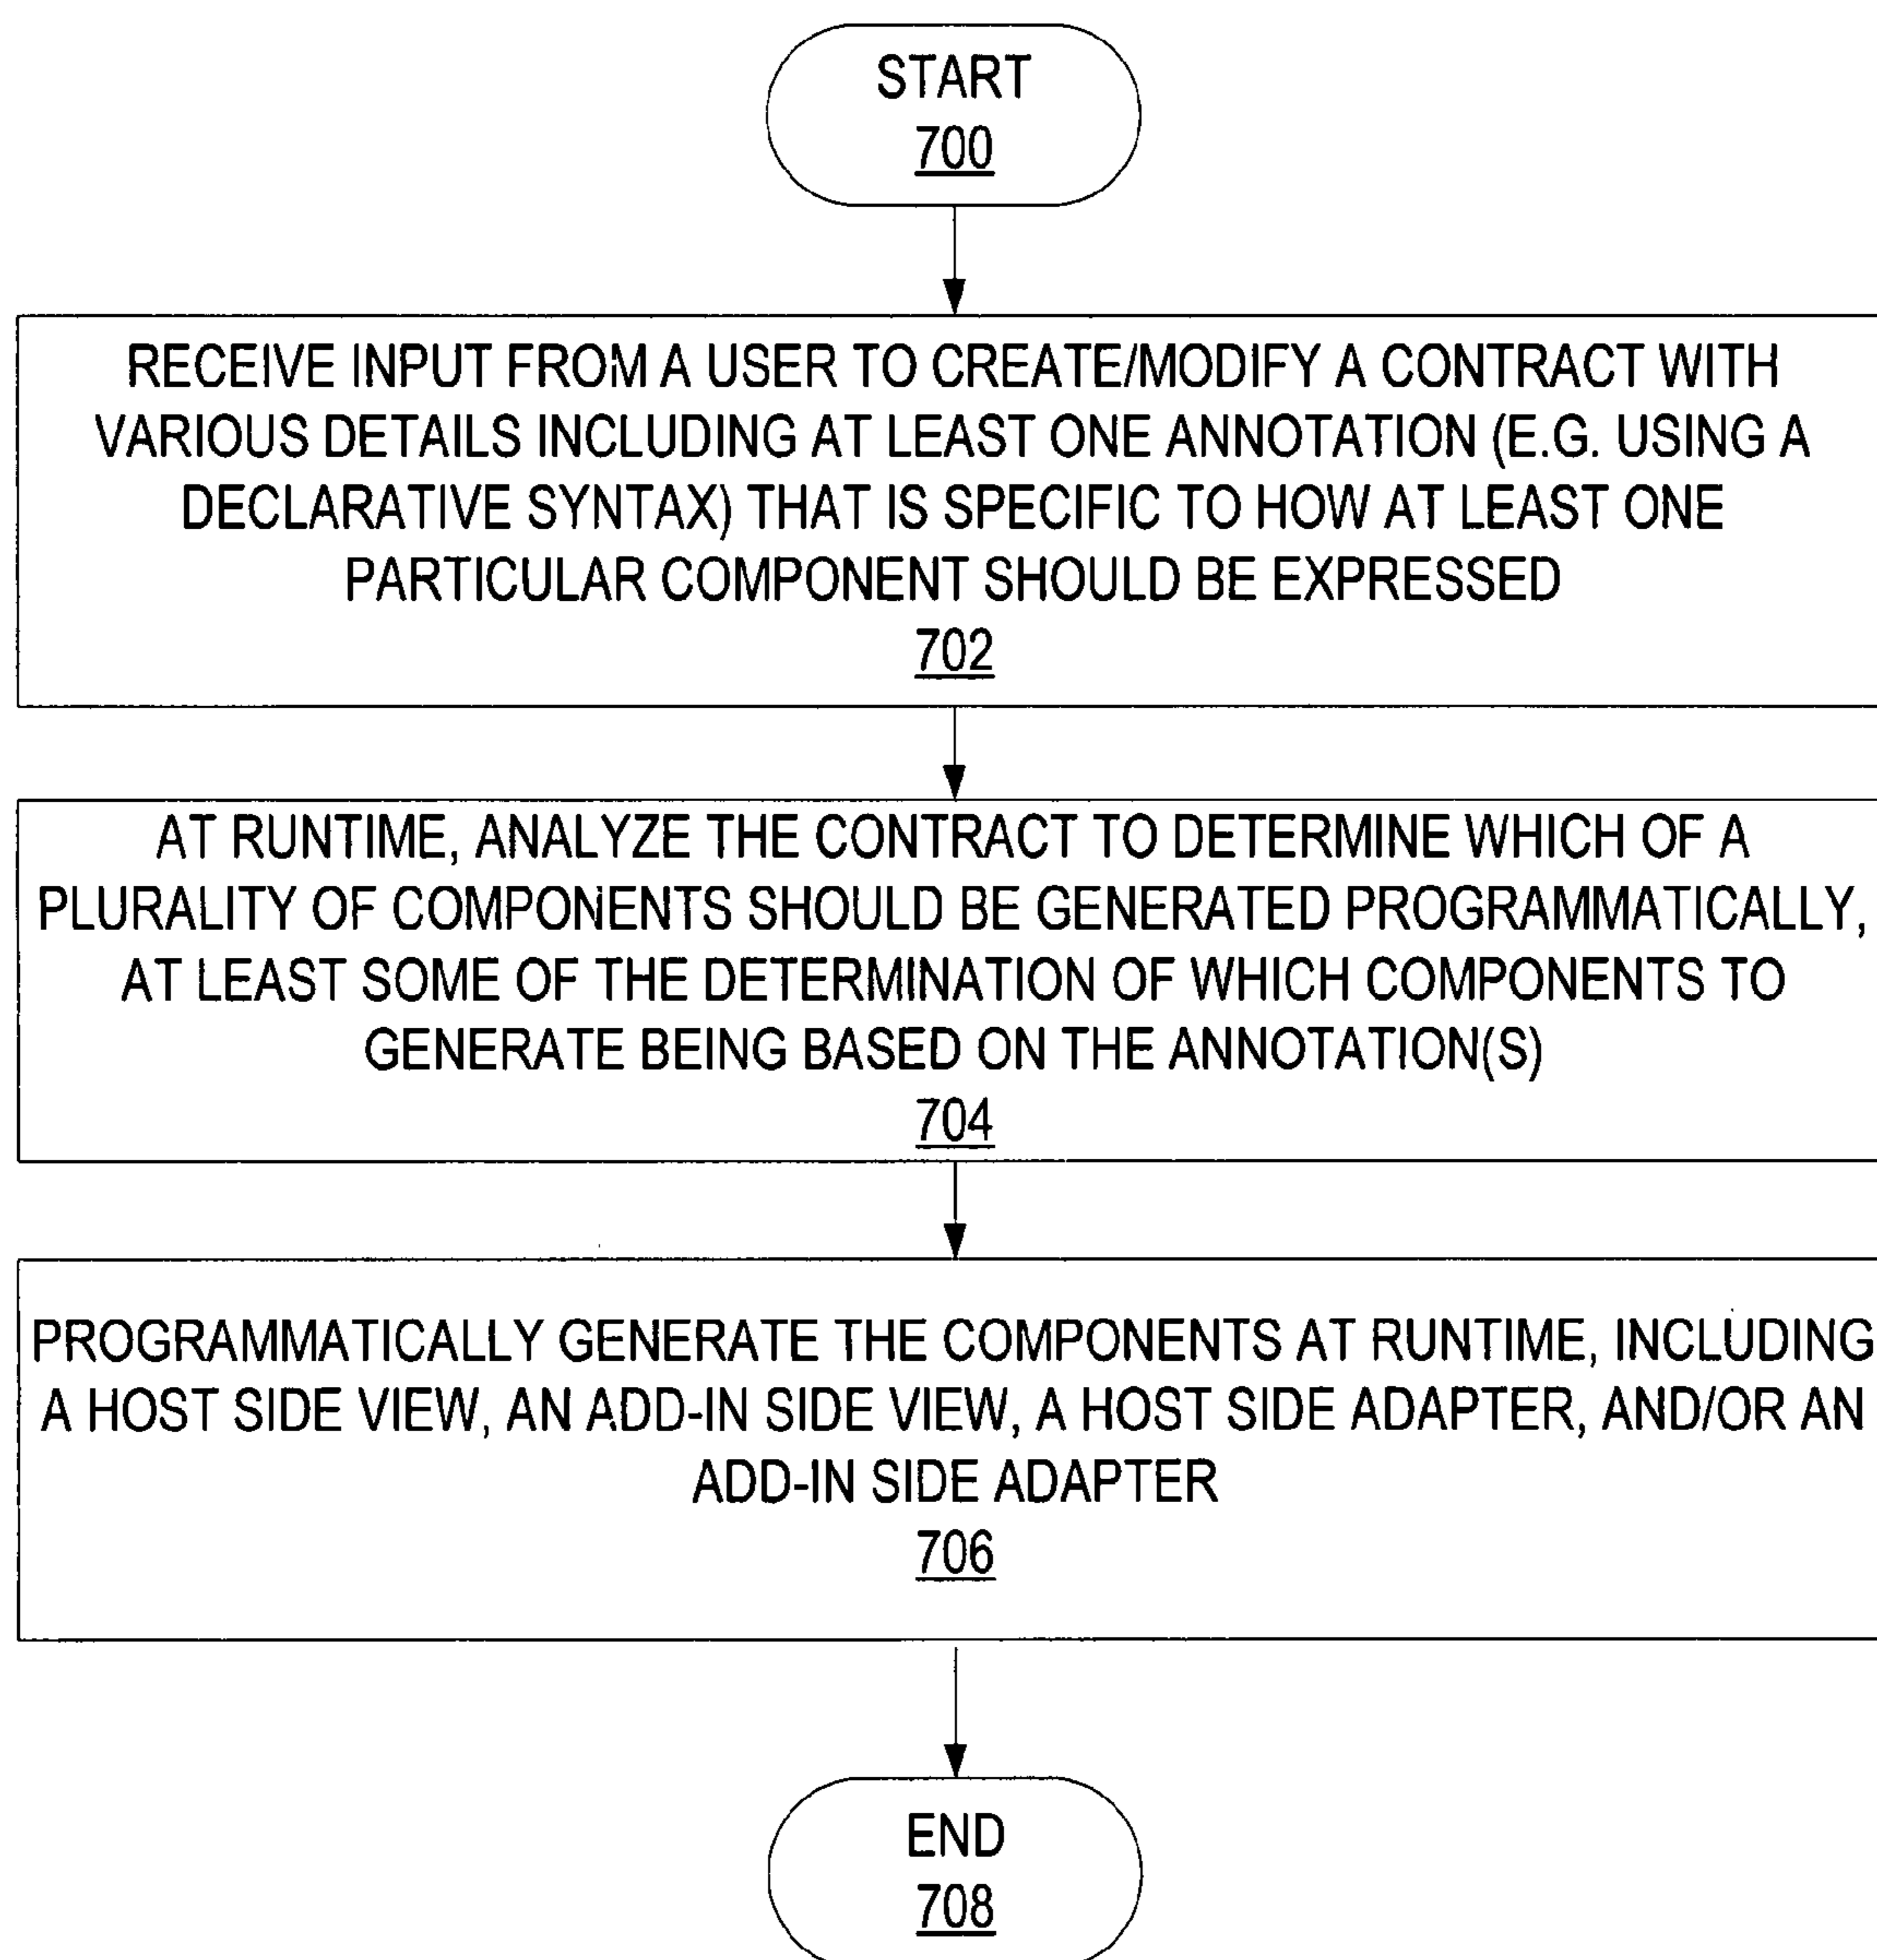 START
700
RECEIVE INPUT FROM A USER TO CREATE/MODIFY A CONTRACT WITH
VARIOUS DETAILS INCLUDING AT LEAST ONE ANNOTATION (E.G. USING A
DECLARATIVE SYNTAX) THAT IS SPECIFIC TO HOW AT LEAST ONE
PARTICULAR COMPONENT SHOULD BE EXPRESSED
702
AT RUNTIME, ANALYZE THE CONTRACT TO DETERMINE WHICH OF A
PLURALITY OF COMPONENTS SHOULD BE GENERATED PROGRAMMATICALLY,
AT LEAST SOME OF THE DETERMINATION OF WHICH COMPONENTS TO
GENERATE BEING BASED ON THE ANNOTATION(S)
704
PROGRAMMATICALLY GENERATE THE COMPONENTS AT RUNTIME, INCLUDING
A HOST SIDE VIEW, AN ADD-IN SIDE VIEW, A HOST SIDE ADAPTER, AND/OR AN
ADD-IN SIDE ADAPTER
706
END
708